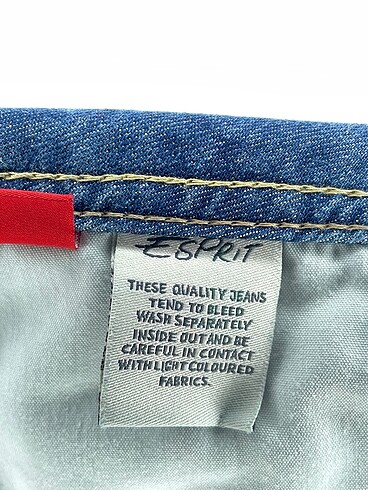 ESPRIT
THESE QUALITY JEANS
TEND TO BLEED
WASH SEPARATELY
INSIDE OUT AND BE
CAREFUL IN CONTACT
WITH LIGHT COLOURED
FABRICS.